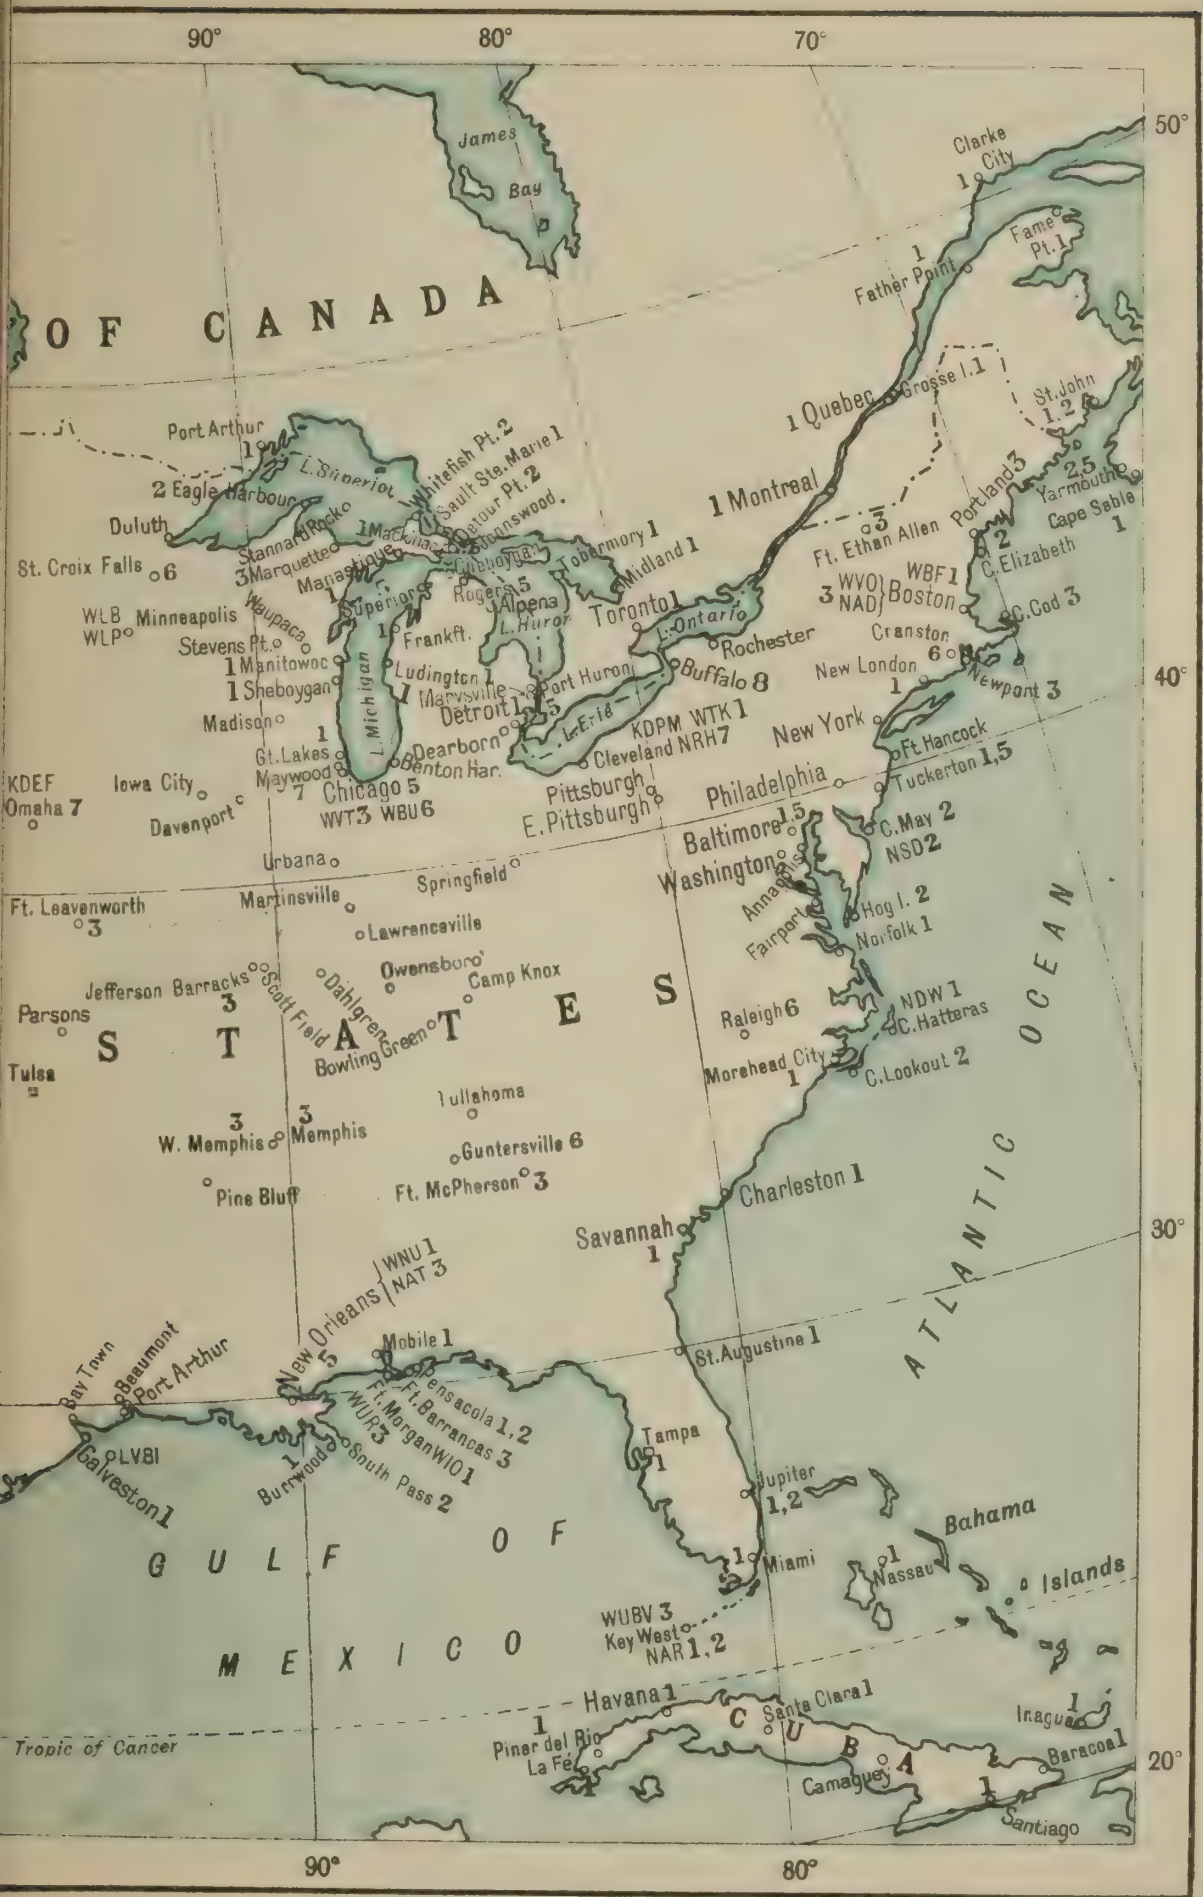 90°
80°
70°
50°
James
Bay
Clarke
City
1
Fame
Pt.1
1
Father Point
OF CANADA
Grosse I.1
1 Quebec
St.John
1.2
Port Arthur
1
L. Superior
Whitefish Pt. 2
Sault Ste. Marie 1
Detour Pt. 2
2 Eagle Harbour
1 Montreal
Portland 3
2,5
Yarmouth
Cape Sable
1
Duluth
Stannard Rock
1 Mackinac
3
Ft. Ethan Allen
2
C. Elizabeth
St. Croix Falls 6
3 Marquette
Manastique
1
Cheboygan
Tobermory 1
Midland 1
WBF 1
WVO
3 NAD } Boston
C. Cod 3
WLB Minneapolis
WLP
Waupaca
Superior
Rogers
Alpena
L. Huron
Toronto 1
L. Ontario
Rochester
Cranston
6
Stevens Pt.
Frankft.
1 Manitowoc
Ludington 1
Port Huron
Buffalo 8
New London
1
Newport 3
40°
1 Sheboygan
1
Marysville
Detroit 1
L. Michigan
L. Erie
KDPM WTK 1
New York
Madison
Dearborn
Cleveland NRH 7
Ft. Hancock
1
Gt. Lakes
Benton Har.
Tuckerton 1,5
Maywood
7
Chicago 5
WVT 3 WBU 6
Pittsburgh
E. Pittsburgh
Philadelphia
KDEF
Omaha 7
Iowa City
Davenport
Baltimore 1,5
C. May 2
NSD 2
Washington
Annapolis
Urbana
Springfield
Fairport
Hog I. 2
Norfolk 1
Ft. Leavenworth
3
Martinsville
Lawrenceville
Owensboro'
Camp Knox
Jefferson Barracks
3
Scott Field
Dahlgren
Bowling Green
STATES
Parsons
Raleigh 6
NDW 1
C. Hatteras
Tulsa
Morehead City
1
C. Lookout 2
Tullahoma
3
W. Memphis
3
Memphis
Guntersville 6
Pine Bluff
Ft. McPherson 3
Charleston 1
Savannah
1
30°
ATLANTIC OCEAN
New Orleans { WNU 1
NAT 3
5
Mobile 1
St. Augustine 1
Bay Town
Beaumont
Port Arthur
Pensacola 1,2
Ft. Barrancas 3
Ft. Morgan WIO 1
WUR 3
South Pass 2
1
Burrwood
LVBI
Galveston 1
Tampa
1
Jupiter
1,2
GULF OF
MEXICO
1
Miami
Bahama
Islands
1
Nassau
WUBV 3
Key West
NAR 1,2
Havana 1
Santa Clara 1
1
Pinar del Rio
La Fé
1
CUBA
Camaguey
1
Inagua
Baracoa 1
1
Santiago
Tropic of Cancer
20°
90°
80°